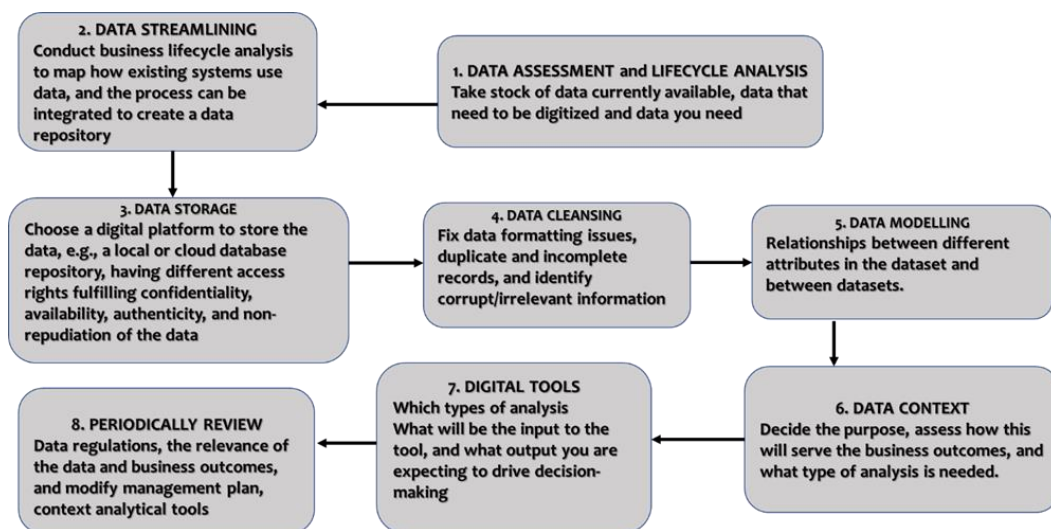 2. DATA STREAMLINING
Conduct business lifecycle analysis
to map how existing systems use
data, and the process can be
integrated to create a data
repository
1. DATA ASSESSMENT and LIFECYCLE ANALYSIS
Take stock of data currently available, data that
need to be digitized and data you need
3. DATA STORAGE
Choose a digital platform to store the
data, e.g., a local or cloud database
repository, having different access
rights fulfilling confidentiality,
availability, authenticity, and non-
repudiation of the data
4. DATA CLEANSING
Fix data formatting issues,
duplicate and incomplete
records, and identify
corrupt/irrelevant information
5. DATA MODELLING
Relationships between different
attributes in the dataset and
between datasets.
8. PERIODICALLY REVIEW
Data regulations, the relevance of
the data and business outcomes,
and modify management plan,
context analytical tools
7. DIGITAL TOOLS
Which types of analysis
What will be the input to the
tool, and what output you are
expecting to drive decision-
making
6. DATA CONTEXT
Decide the purpose, assess how this
will serve the business outcomes, and
what type of analysis is needed.